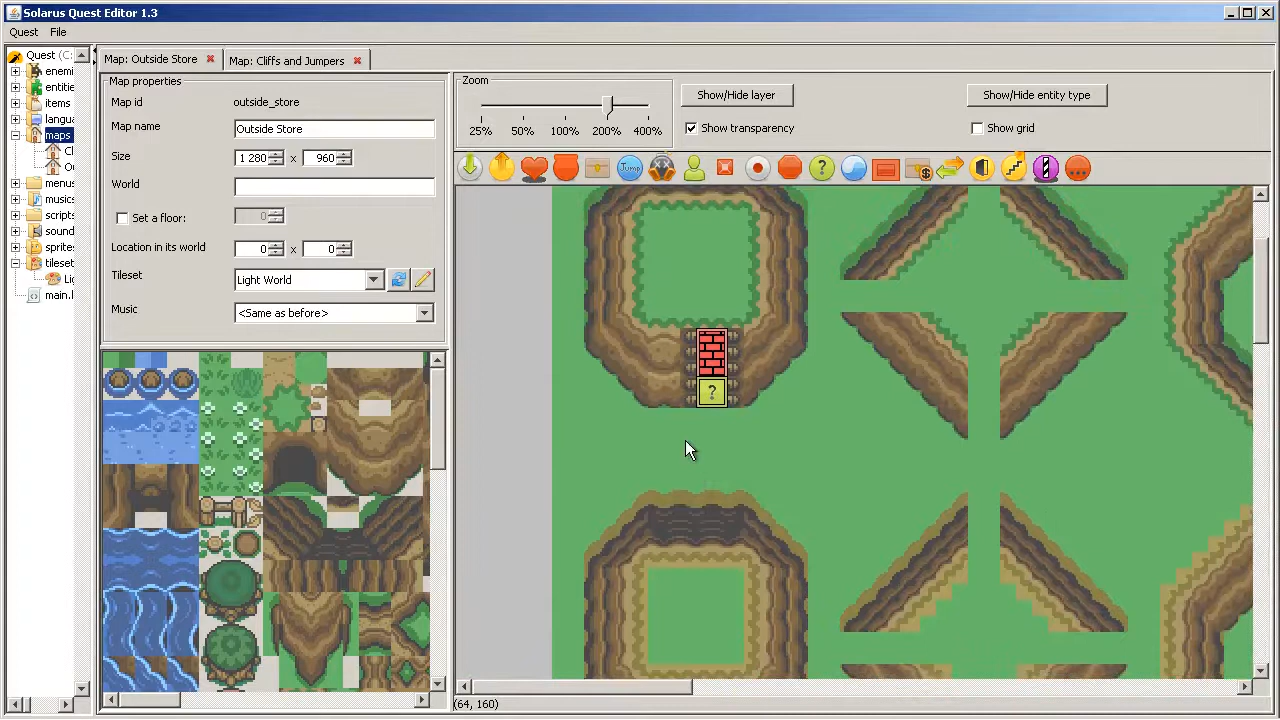 Solarus Quest Editor 1.3
Quest File
Quest (C:
enemi
entitie
items
langua
maps
Cl
O
menus
musics
scripts
sound
sprites
tileset
Li
main.l
Map: Outside Store
Map: Cliffs and Jumpers
Map properties
Map id outside_store
Map name Outside Store
Size 1 280 x 960
World
Set a floor: 0
Location in its world 0 x 0
Tileset Light World
Music <Same as before>
Zoom
25% 50% 100% 200% 400%
Show/Hide layer
Show transparency
Show/Hide entity type
Show grid
Jump
?
$
...
?
(64, 160)